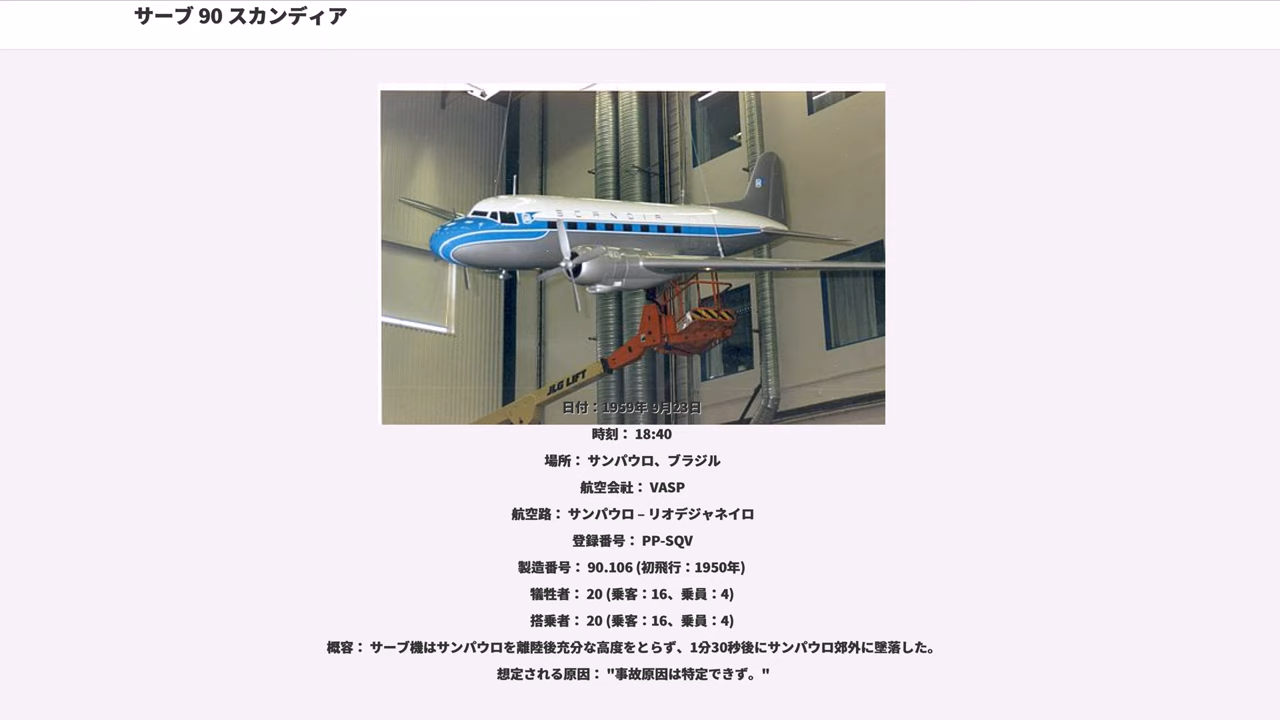 サーブ 90 スカンディア
JLG LIFT
日付：1959年 9月23日
時刻： 18:40
場所： サンパウロ、ブラジル
航空会社： VASP
航空路： サンパウロ – リオデジャネイロ
登録番号： PP-SQV
製造番号： 90.106 (初飛行：1950年)
犠牲者： 20 (乗客：16、乗員：4)
搭乗者： 20 (乗客：16、乗員：4)
概容： サーブ機はサンパウロを離陸後充分な高度をとらず、1分30秒後にサンパウロ郊外に墜落した。
想定される原因： "事故原因は特定できず。"